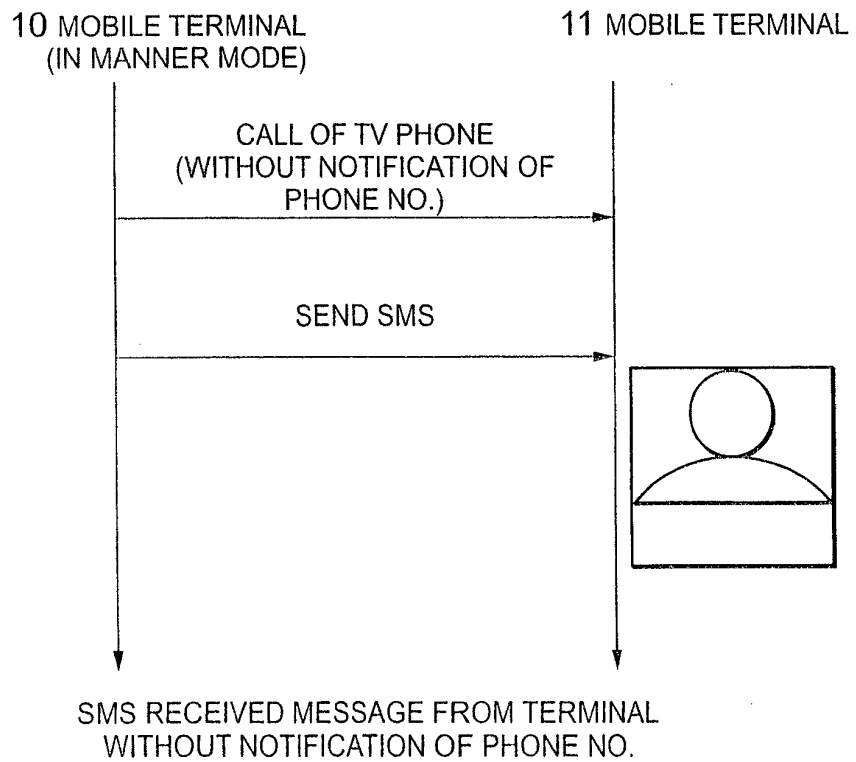 10 MOBILE TERMINAL
(IN MANNER MODE)
11 MOBILE TERMINAL
CALL OF TV PHONE
(WITHOUT NOTIFICATION OF
PHONE NO.)
SEND SMS
SMS RECEIVED MESSAGE FROM TERMINAL
WITHOUT NOTIFICATION OF PHONE NO.